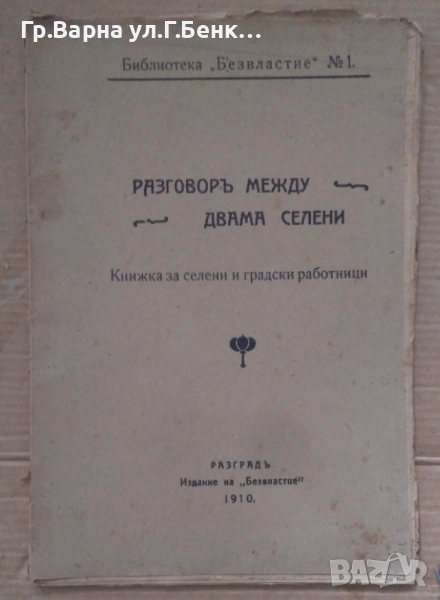 Гр.Варна ул.Г.Бенк...
Библиотека „Безвластие“ №1.
РАЗГОВОРЪ МЕЖДУ
ДВАМА СЕЛЕНИ
Книжка за селени и градски работници
РАЗГРАДЪ
Издание на „Безвластие“
1910.
BAZAR